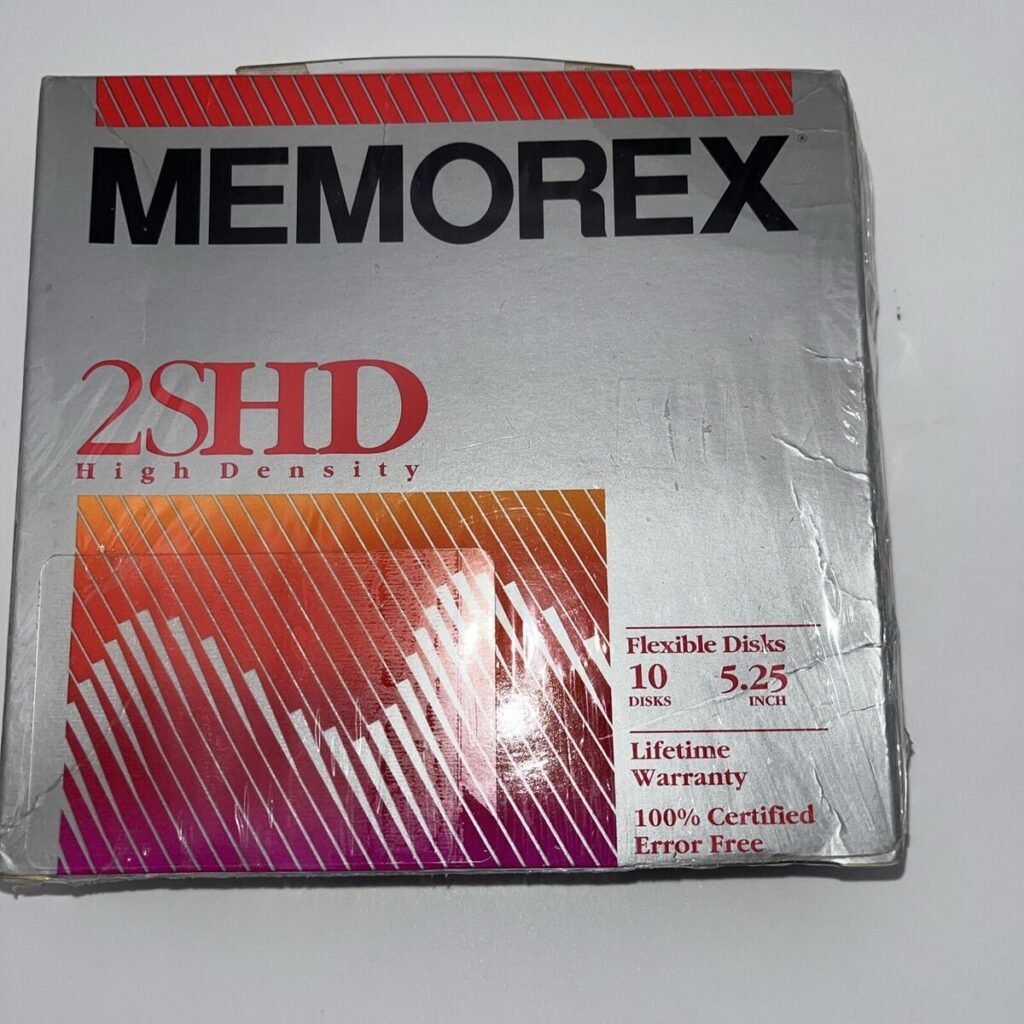 MEMOREX®
2SHD
High Density
Flexible Disks
10 5.25
DISKS INCH
Lifetime
Warranty
100% Certified
Error Free